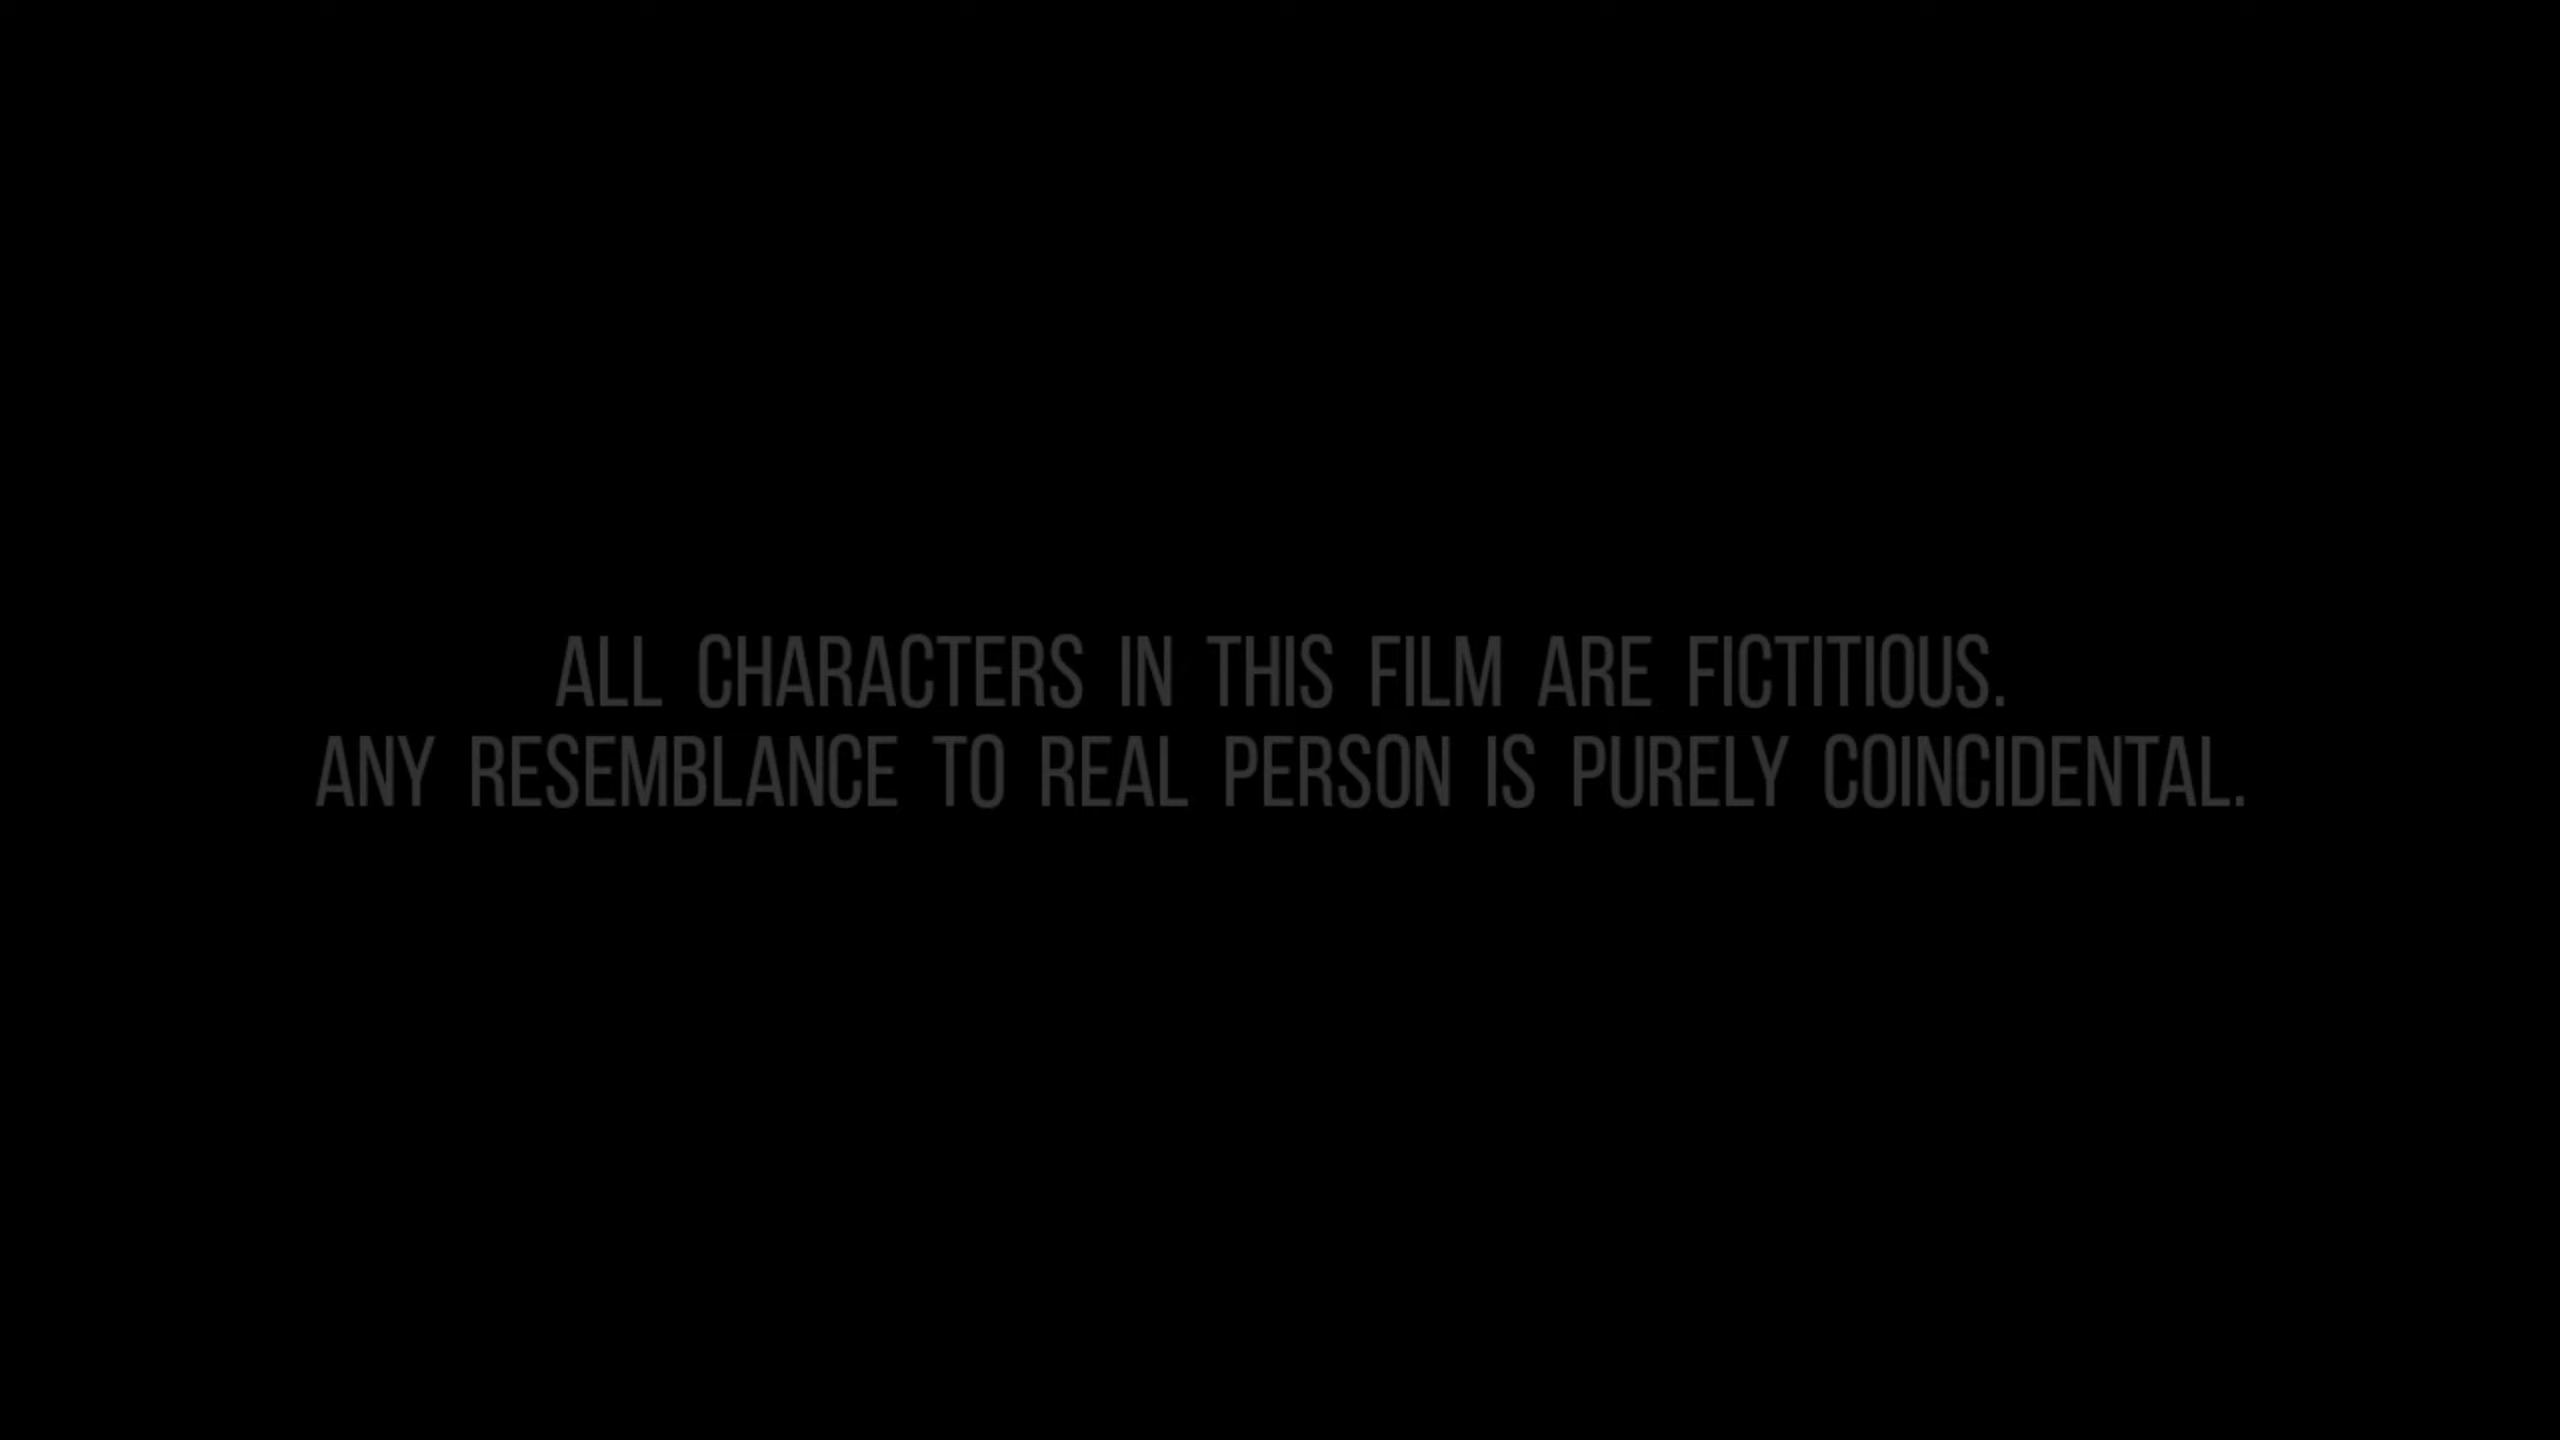 ALL CHARACTERS IN THIS FILM ARE FICTITIOUS.
ANY RESEMBLANCE TO REAL PERSON IS PURELY COINCIDENTAL.